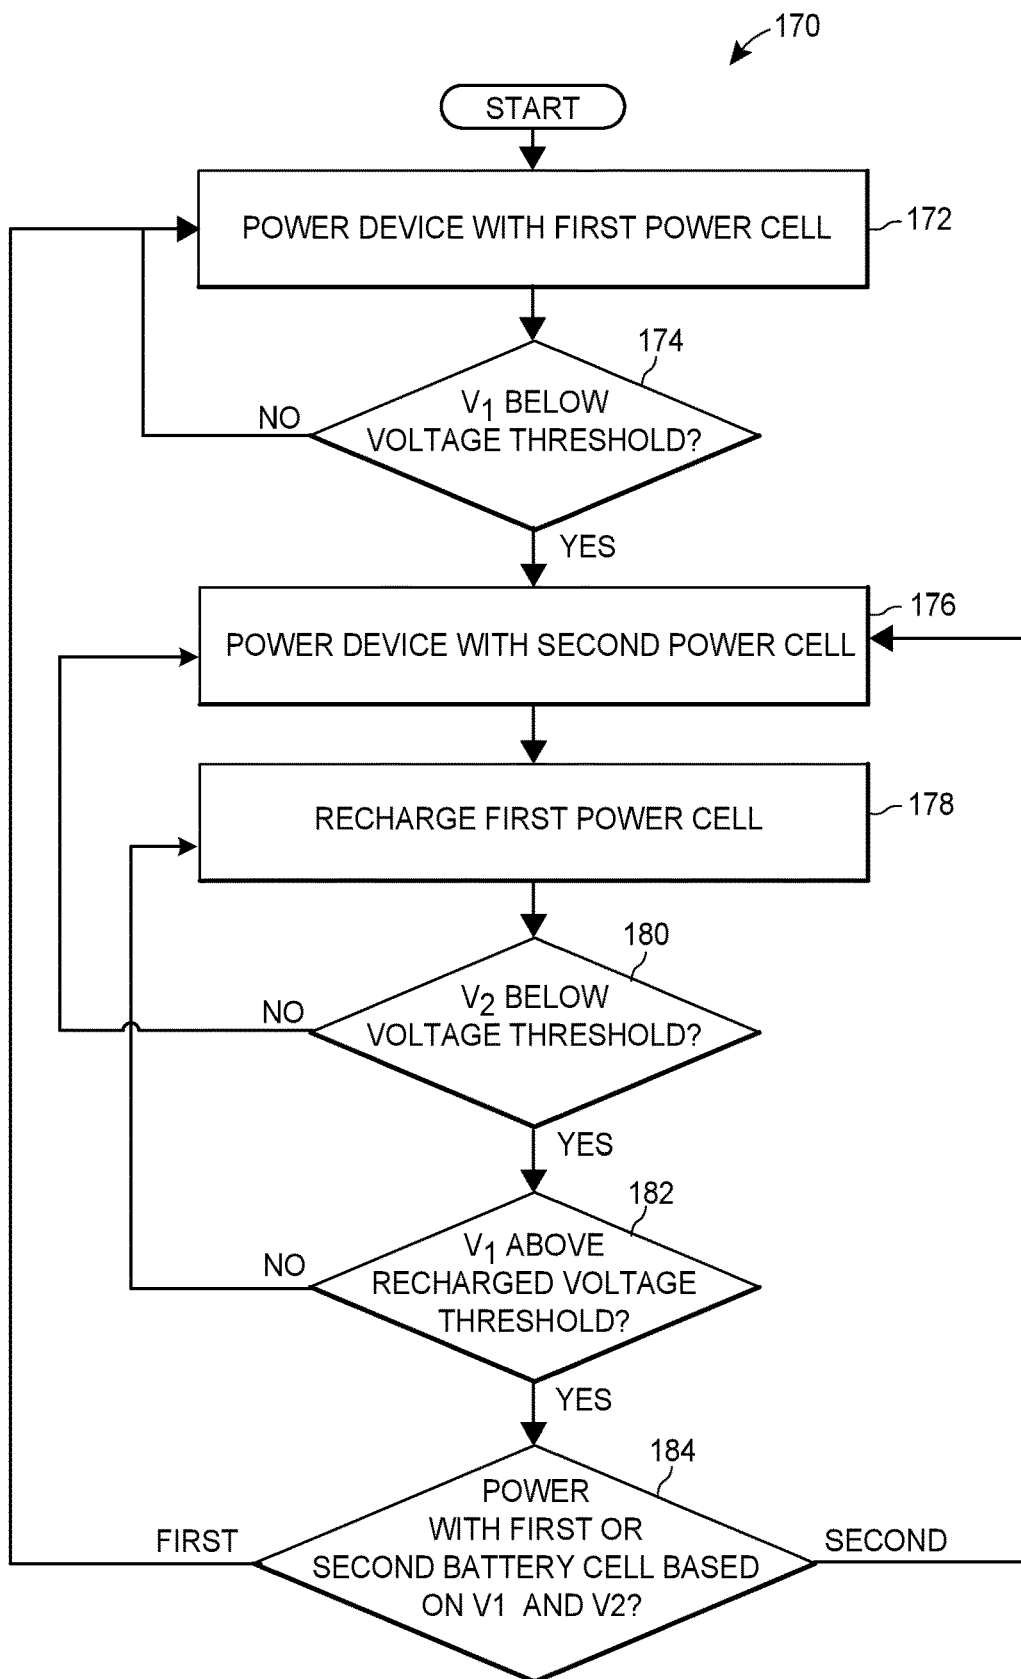 170
START
POWER DEVICE WITH FIRST POWER CELL
172
174
V1 BELOW
VOLTAGE THRESHOLD?
NO
YES
176
POWER DEVICE WITH SECOND POWER CELL
RECHARGE FIRST POWER CELL
178
180
V2 BELOW
VOLTAGE THRESHOLD?
NO
YES
182
V1 ABOVE
RECHARGED VOLTAGE
THRESHOLD?
NO
YES
184
POWER
WITH FIRST OR
SECOND BATTERY CELL BASED
ON V1 AND V2?
FIRST
SECOND